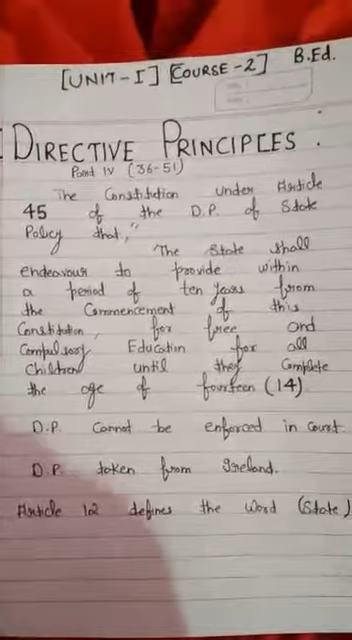 [UNIT-I] [COURSE-2] B.Ed.
DIRECTIVE PRINCIPLES.
Part IV (36-51)
The Constitution under Article
45 of the D.P. of State
Policy that,"
"The State shall
endeavour to provide within
a period of ten years from
the Commencement of this
Constitution, for free and
Compulsory Education for all
Children until they Complete
the age of fourteen (14)
D.P. Cannot be enforced in Court.
D.P. taken from Ireland.
Article 12 defines the word (State)